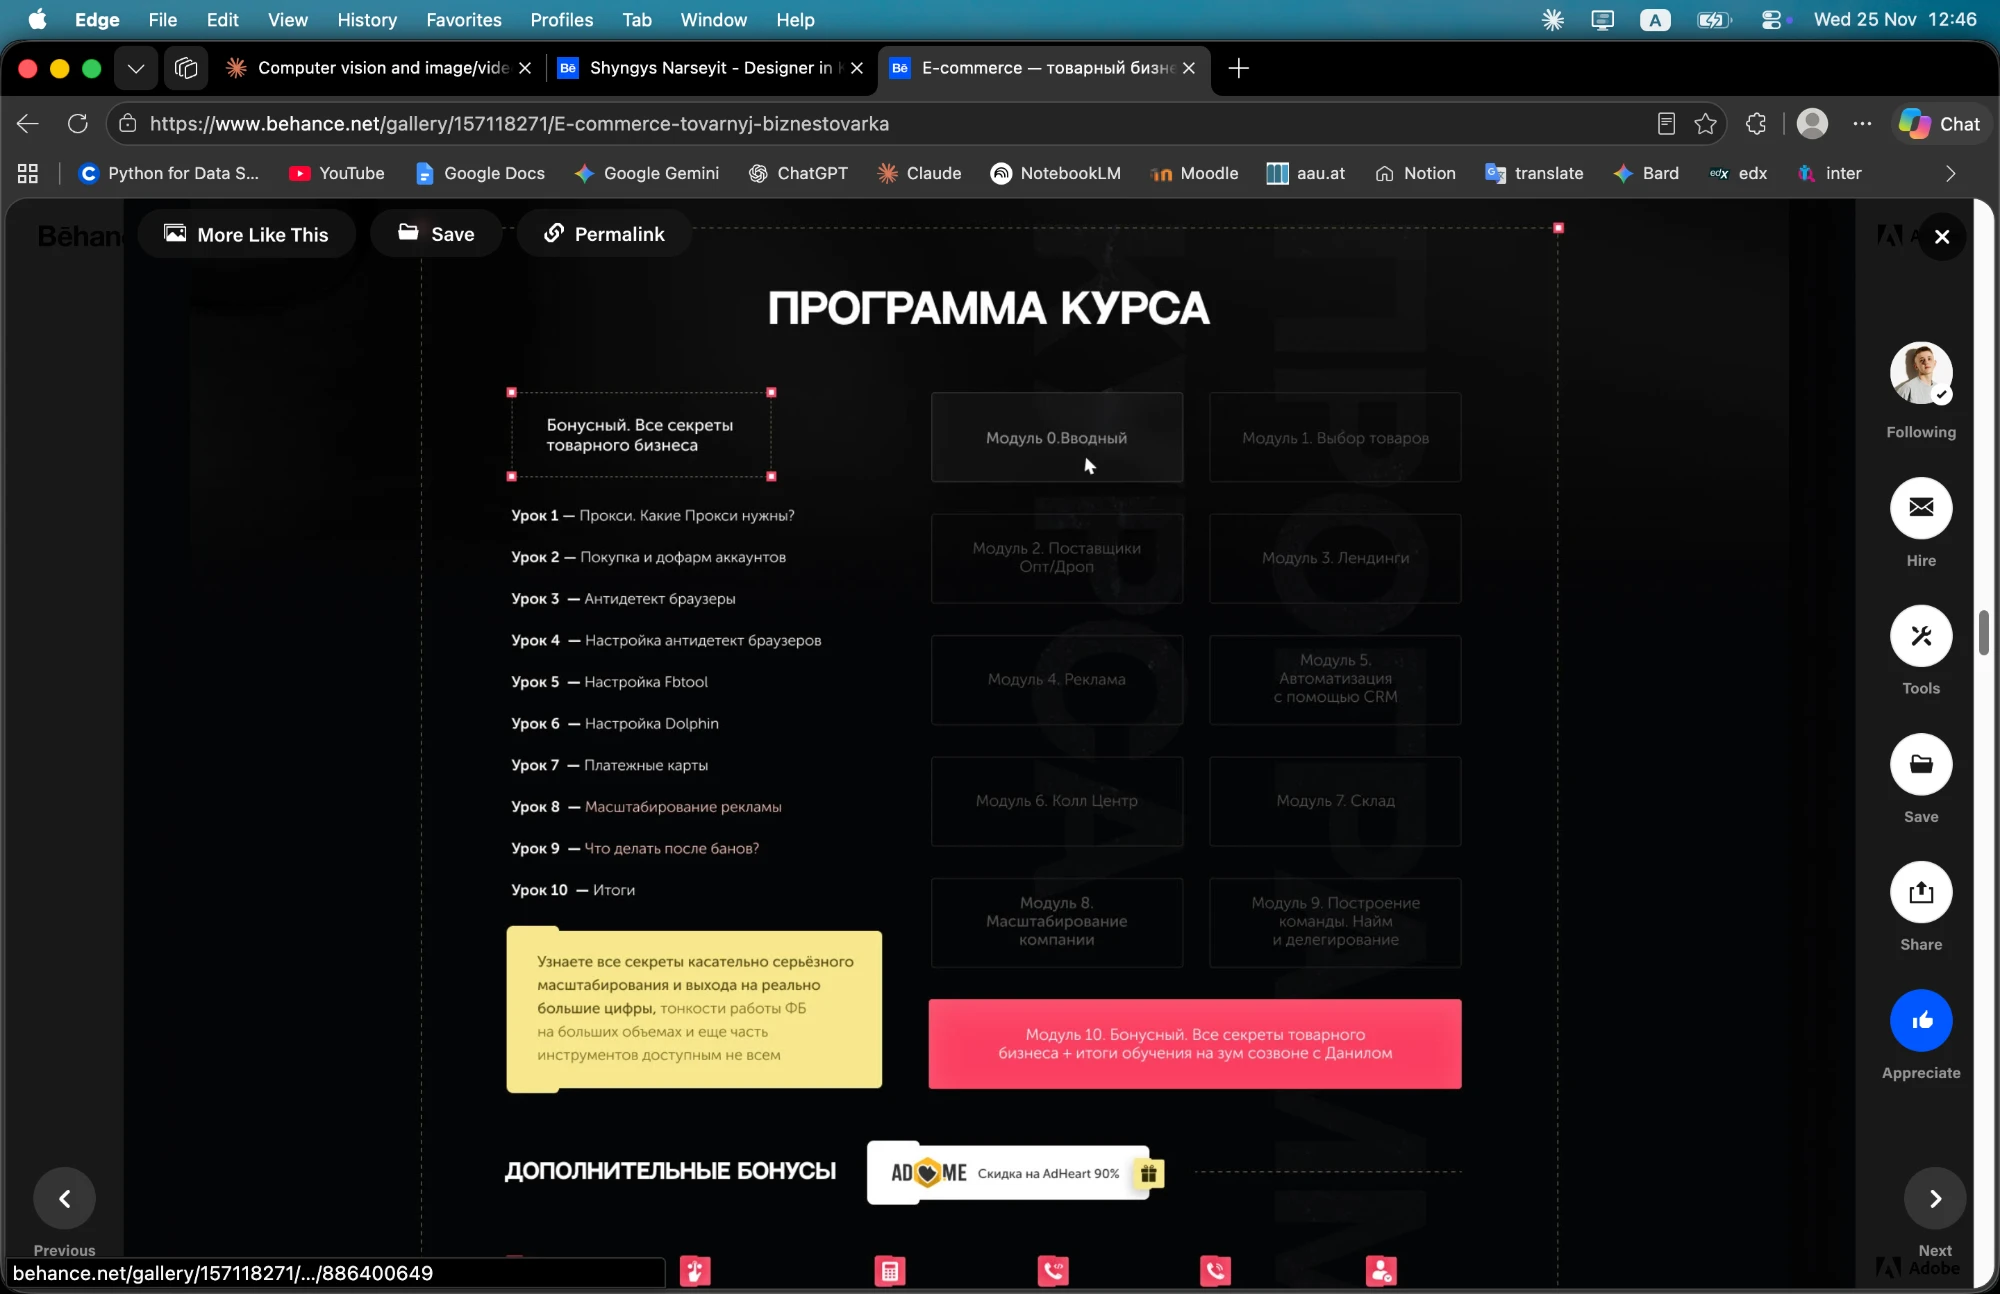 Edge File Edit View History Favorites Profiles Tab Window Help
A
Wed 25 Nov 12:46
Computer vision and image/vide
Bē Shyngys Narseyit - Designer in
Bē E-commerce — товарный бизне
https://www.behance.net/gallery/157118271/E-commerce-tovarnyj-biznestovarka
Chat
Python for Data S...
YouTube
Google Docs
Google Gemini
ChatGPT
Claude
NotebookLM
Moodle
aau.at
Notion
translate
Bard
edx edx
inter
Bēhan
More Like This
Save
Permalink
ПРОГРАММА КУРСА
Бонусный. Все секреты
товарного бизнеса
Урок 1 — Прокси. Какие Прокси нужны?
Урок 2 — Покупка и дофарм аккаунтов
Урок 3 — Антидетект браузеры
Урок 4 — Настройка антидетект браузеров
Урок 5 — Настройка Fbtool
Урок 6 — Настройка Dolphin
Урок 7 — Платежные карты
Урок 8 — Масштабирование рекламы
Урок 9 — Что делать после банов?
Урок 10 — Итоги
Узнаете все секреты касательно серьёзного
масштабирования и выхода на реально
большие цифры, тонкости работы ФБ
на больших объемах и еще часть
инструментов доступным не всем
Модуль 0.Вводный
Модуль 1. Выбор товаров
Модуль 2. Поставщики
Опт/Дроп
Модуль 3. Лендинги
Модуль 4. Реклама
Модуль 5.
Автоматизация
с помощью CRM
Модуль 6. Колл Центр
Модуль 7. Склад
Модуль 8.
Масштабирование
компании
Модуль 9. Построение
команды. Найм
и делегирование
Модуль 10. Бонусный. Все секреты товарного
бизнеса + итоги обучения на зум созвоне с Данилом
ДОПОЛНИТЕЛЬНЫЕ БОНУСЫ
AD ME Скидка на AdHeart 90%
Following
Hire
Tools
Save
Share
Appreciate
Previous
Next
Adobe
behance.net/gallery/157118271/.../886400649